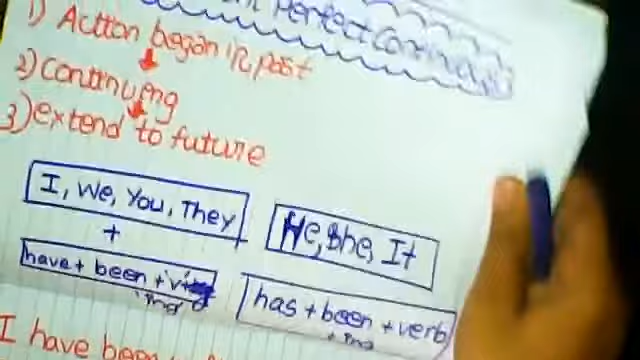 Perfect Continuous
1) Action began in past
2) Continuing
3) extend to future
I, We, You, They
He, She, It
+
have + been + v+
ing
has + been + verb
+ ing
I have been